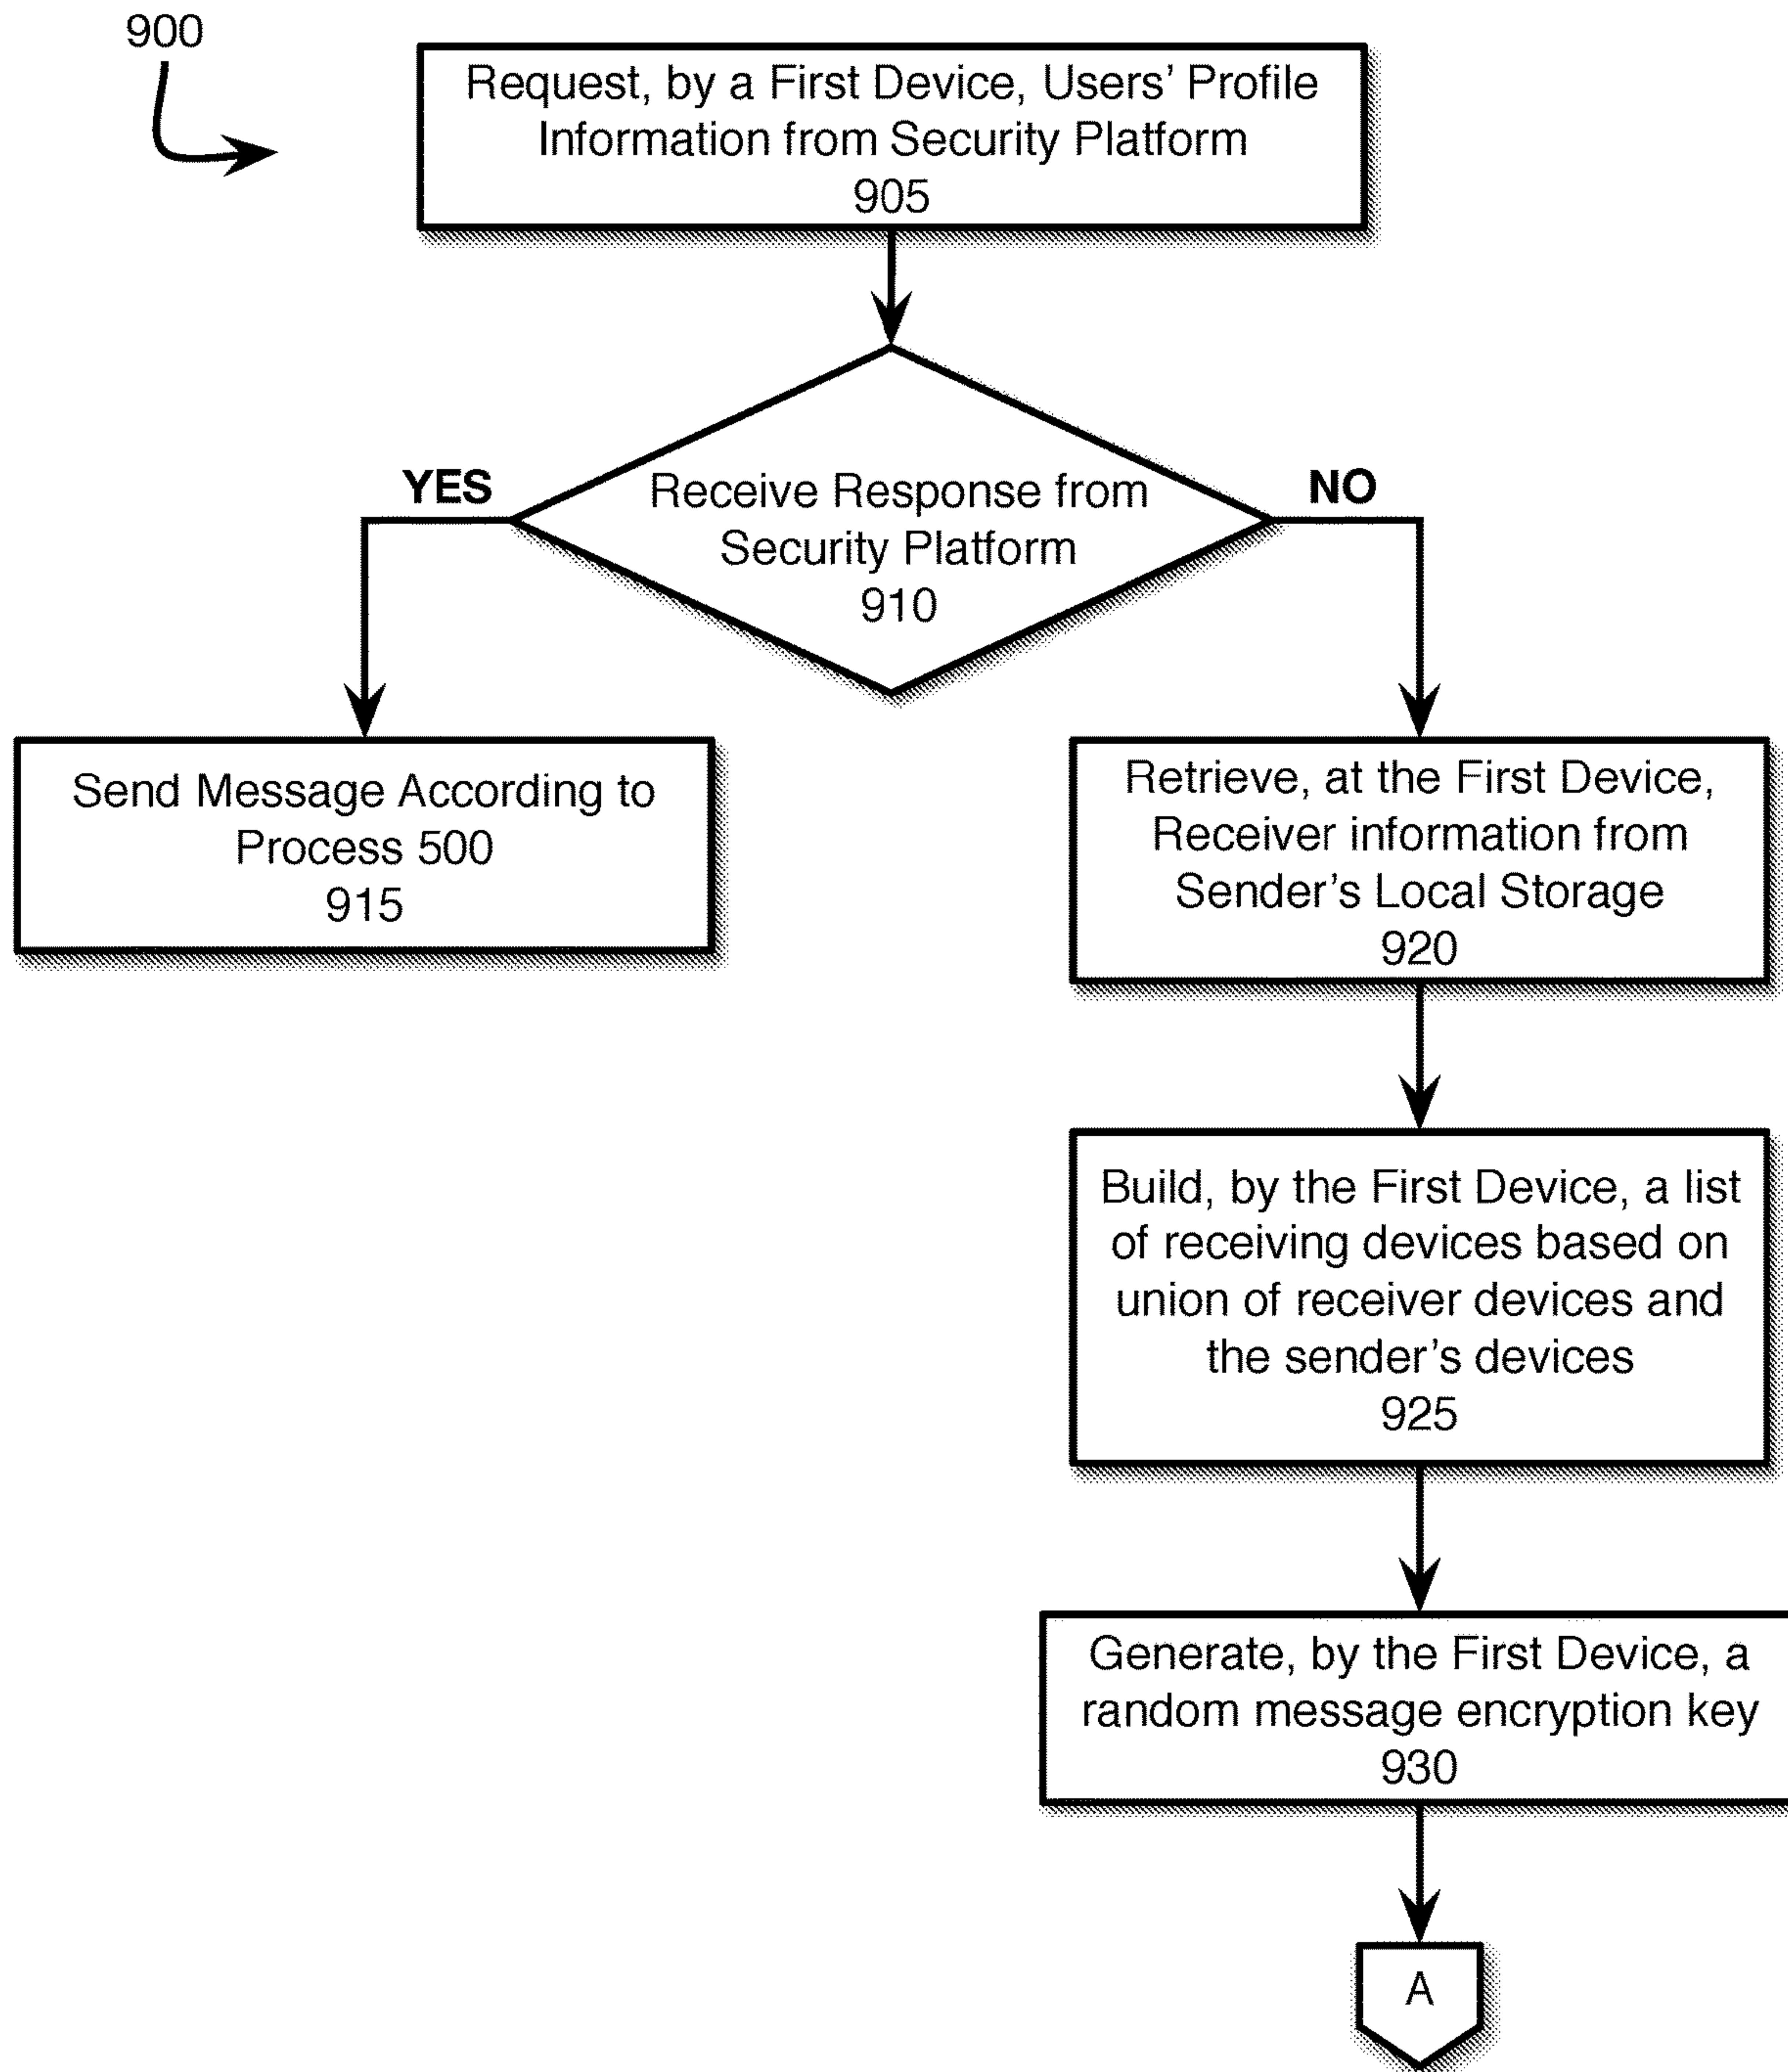 900
Request, by a First Device, Users’ Profile
Information from Security Platform
905
YES
NO
Receive Response from
Security Platform
910
Send Message According to
Process 500
915
Retrieve, at the First Device,
Receiver information from
Sender’s Local Storage
920
Build, by the First Device, a list
of receiving devices based on
union of receiver devices and
the sender’s devices
925
Generate, by the First Device, a
random message encryption key
930
A